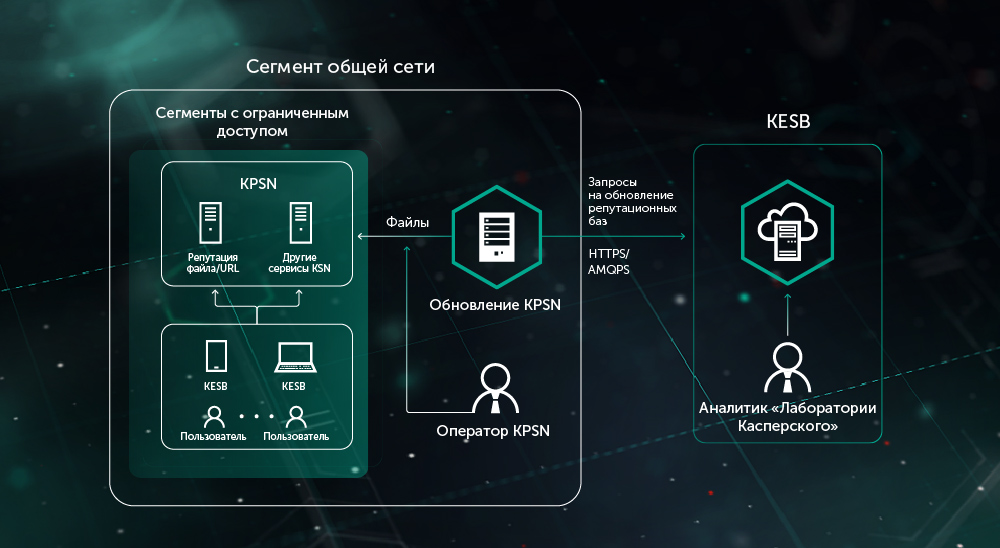 Сегмент общей сети
Сегменты с ограниченным
доступом
KPSN
Репутация
файла/URL
Другие
сервисы KSN
KESB
KESB
Пользователь
Пользователь
Файлы
Обновление KPSN
Оператор KPSN
Запросы
на обновление
репутационных
баз
HTTPS/
AMQPS
KESB
Аналитик «Лаборатории
Касперского»